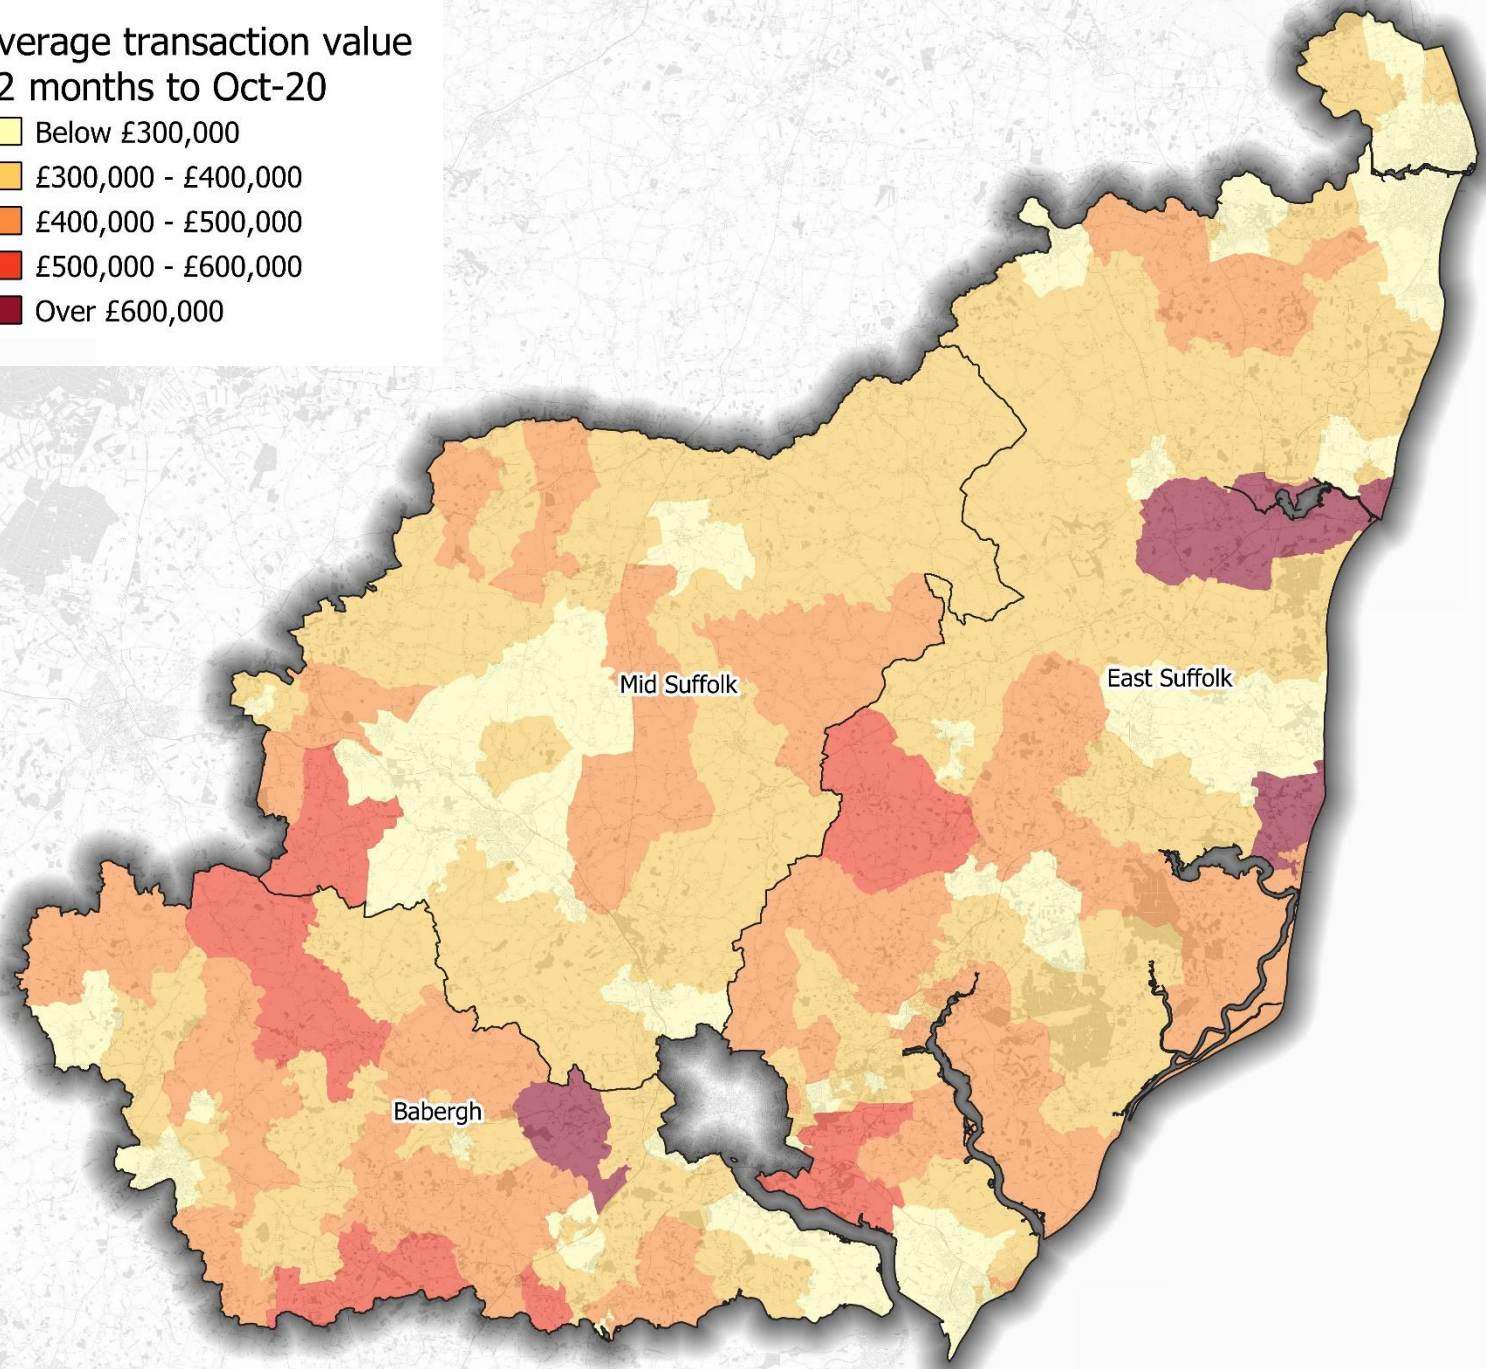 verage transaction value
2 months to Oct-20
Below £300,000
£300,000 - £400,000
£400,000 - £500,000
£500,000 - £600,000
Over £600,000
Mid Suffolk
East Suffolk
Babergh